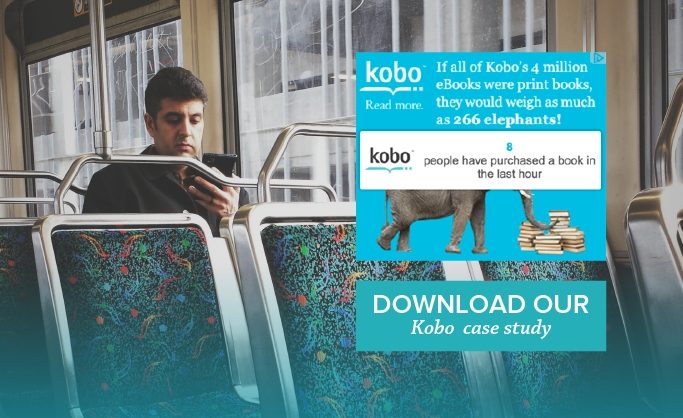 kobo
Read more.
If all of Kobo's 4 million
eBooks were print books,
they would weigh as much
as 266 elephants!
kobo
8
people have purchased a book in
the last hour
DOWNLOAD OUR
Kobo case study